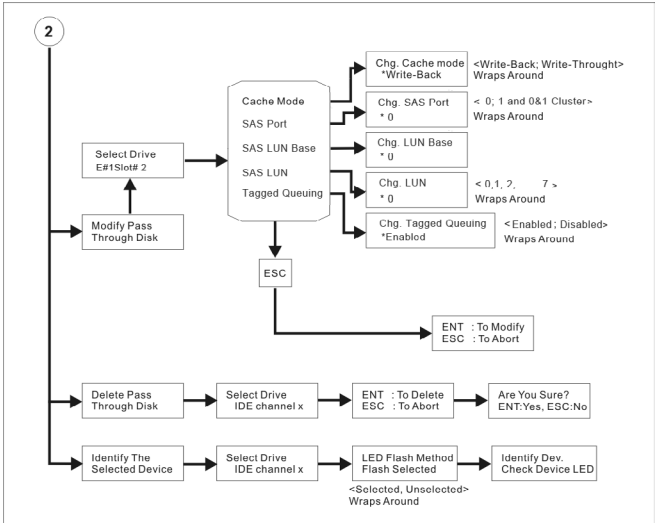 2
Chg. Cache mode
*Write-Back
<Write-Back; Write-Throught>
Wraps Around
Cache Mode
SAS Port
SAS LUN Base
SAS LUN
Tagged Queuing
Chg. SAS Port
* 0
< 0; 1 and 0&1 Cluster>
Wraps Around
Select Drive
E#1Slot# 2
Chg. LUN Base
* 0
Chg. LUN
* 0
< 0,1, 2, 7 >
Wraps Around
Modify Pass
Through Disk
Chg. Tagged Queuing
*Enabled
<Enabled; Disabled>
Wraps Around
ESC
ENT : To Modify
ESC : To Abort
Delete Pass
Through Disk
Select Drive
IDE channel x
ENT : To Delete
ESC : To Abort
Are You Sure?
ENT:Yes, ESC:No
Identify The
Selected Device
Select Drive
IDE channel x
LED Flash Method
Flash Selected
<Selected, Unselected>
Wraps Around
Identify Dev.
Check Device LED